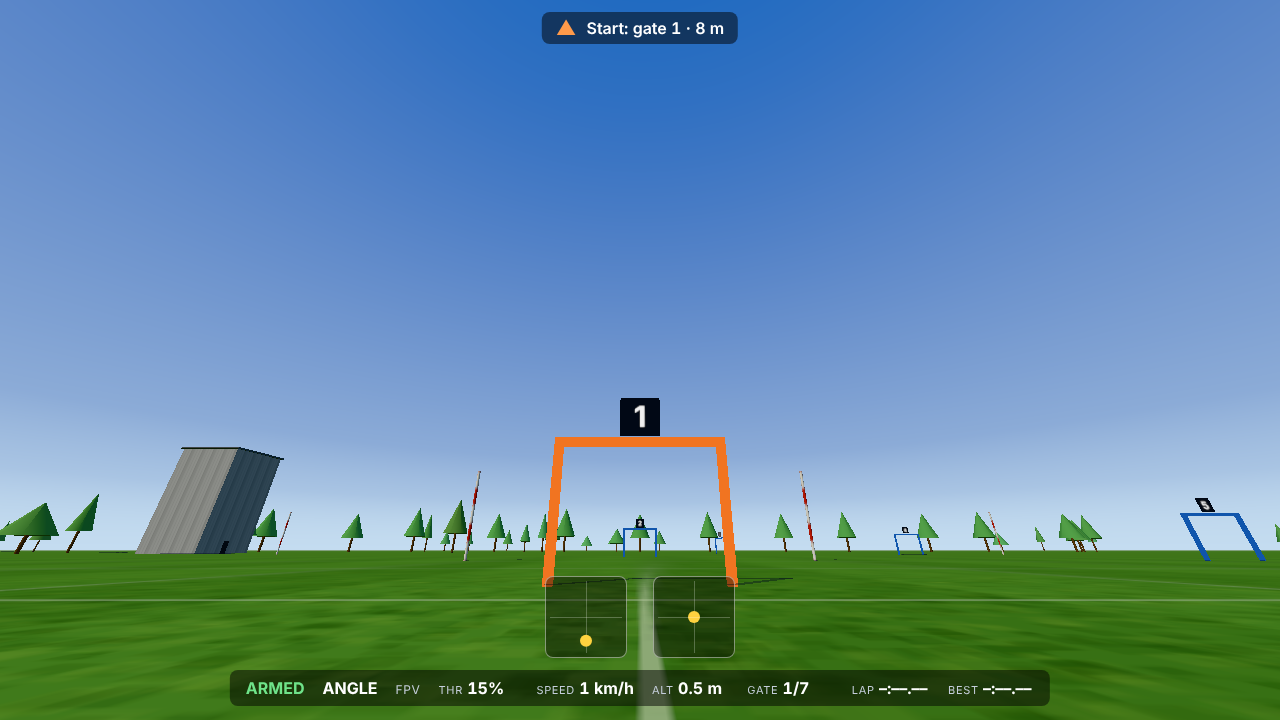 Start: gate 1 · 8 m
1
2
ARMED ANGLE FPV THR 15% SPEED 1 km/h ALT 0.5 m GATE 1/7 LAP –:––.–– BEST –:––.––